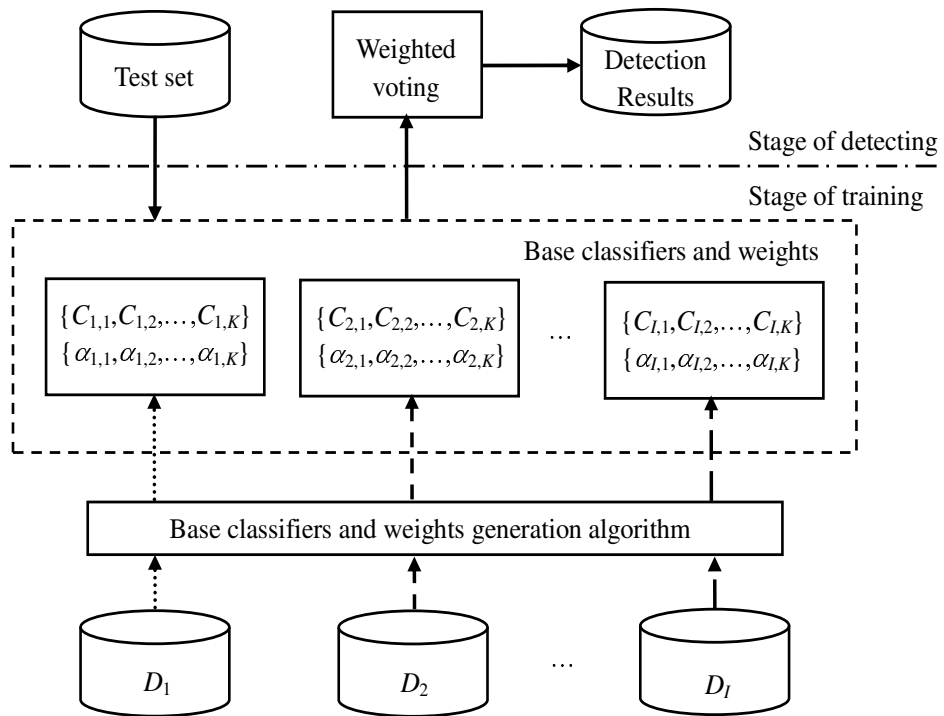 Test set
Weighted
voting
Detection
Results
Stage of detecting
Stage of training
Base classifiers and weights
{C1,1,C1,2,…,C1,K}
{α1,1,α1,2,…,α1,K}
{C2,1,C2,2,…,C2,K}
{α2,1,α2,2,…,α2,K}
…
{CI,1,CI,2,…,CI,K}
{αI,1,αI,2,…,αI,K}
Base classifiers and weights generation algorithm
D1
D2
…
DI